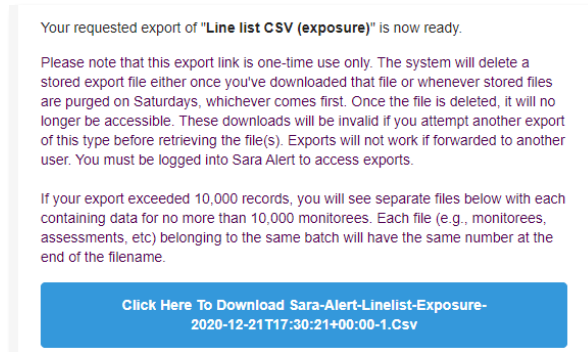 Your requested export of "Line list CSV (exposure)" is now ready.
Please note that this export link is one-time use only. The system will delete a
stored export file either once you've downloaded that file or whenever stored files
are purged on Saturdays, whichever comes first. Once the file is deleted, it will no
longer be accessible. These downloads will be invalid if you attempt another export
of this type before retrieving the file(s). Exports will not work if forwarded to another
user. You must be logged into Sara Alert to access exports.
If your export exceeded 10,000 records, you will see separate files below with each
containing data for no more than 10,000 monitorees. Each file (e.g., monitorees,
assessments, etc) belonging to the same batch will have the same number at the
end of the filename.
Click Here To Download Sara-Alert-Linelist-Exposure-
2020-12-21T17:30:21+00:00-1.Csv